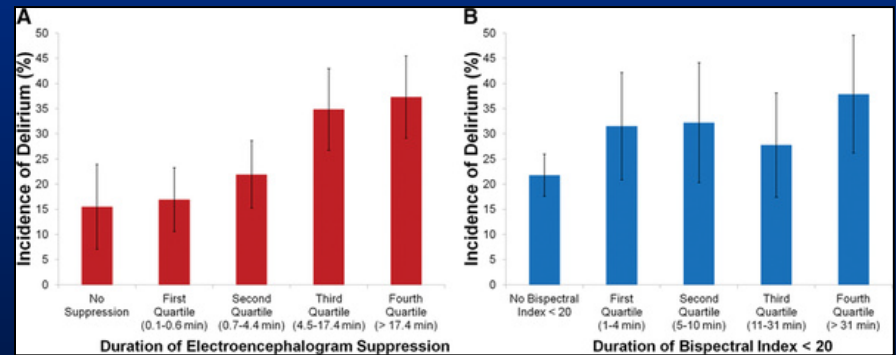 A
Incidence of Delirium (%)
50
45
40
35
30
25
20
15
10
5
0
No
Suppression
First
Quartile
(0.1-0.6 min)
Second
Quartile
(0.7-4.4 min)
Third
Quartile
(4.5-17.4 min)
Fourth
Quartile
(> 17.4 min)
Duration of Electroencephalogram Suppression
B
Incidence of Delirium (%)
50
45
40
35
30
25
20
15
10
5
0
No Bispectral
Index < 20
First
Quartile
(1-4 min)
Second
Quartile
(5-10 min)
Third
Quartile
(11-31 min)
Fourth
Quartile
(> 31 min)
Duration of Bispectral Index < 20